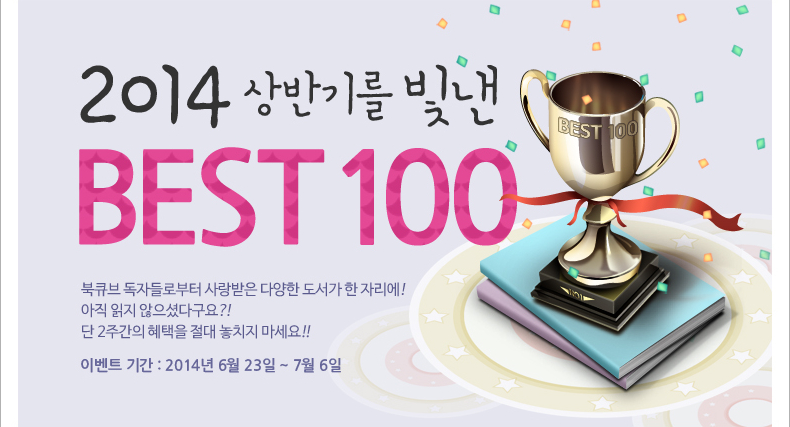 2014 상반기를 빛낸
BEST 100
BEST 100
북큐브 독자들로부터 사랑받은 다양한 도서가 한 자리에!
아직 읽지 않으셨다구요?!
단 2주간의 혜택을 절대 놓치지 마세요!!
이벤트 기간 : 2014년 6월 23일 ~ 7월 6일